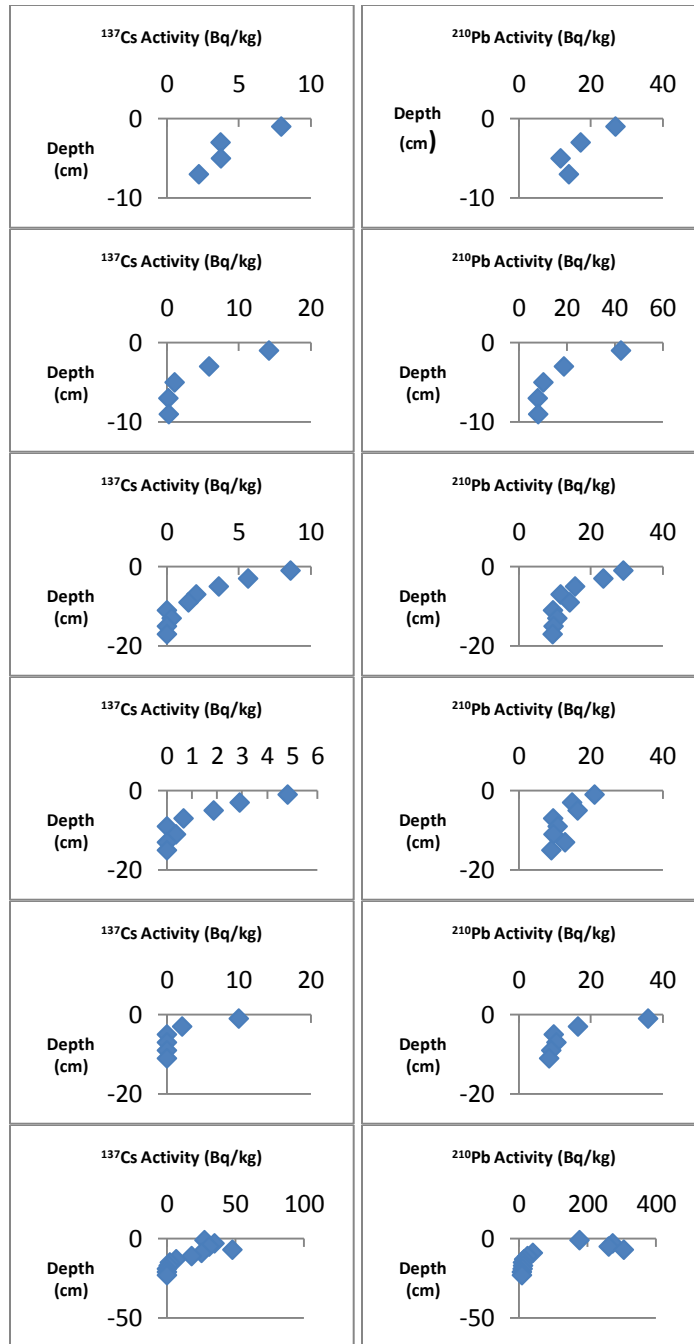 ¹³⁷Cs Activity (Bq/kg)
0 5 10
0
Depth
(cm)
-10
²¹⁰Pb Activity (Bq/kg)
0 20 40
Depth
(cm)
0
-10
¹³⁷Cs Activity (Bq/kg)
0 10 20
0
Depth
(cm)
-10
²¹⁰Pb Activity (Bq/kg)
0 20 40 60
0
Depth
(cm)
-10
¹³⁷Cs Activity (Bq/kg)
0 5 10
0
Depth
(cm)
-20
²¹⁰Pb Activity (Bq/kg)
0 20 40
0
Depth
(cm)
-20
¹³⁷Cs Activity (Bq/kg)
0 1 2 3 4 5 6
0
Depth
(cm)
-20
²¹⁰Pb Activity (Bq/kg)
0 20 40
0
Depth
(cm)
-20
¹³⁷Cs Activity (Bq/kg)
0 10 20
0
Depth
(cm)
-20
²¹⁰Pb Activity (Bq/kg)
0 20 40
0
Depth
(cm)
-20
¹³⁷Cs Activity (Bq/kg)
0 50 100
0
Depth
(cm)
-50
²¹⁰Pb Activity (Bq/kg)
0 200 400
0
Depth
(cm)
-50